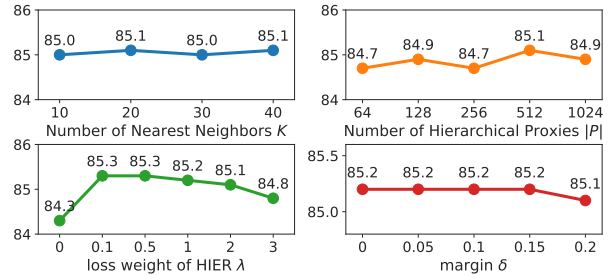 86
85
84
85.0 85.1 85.0 85.1
10 20 30 40
Number of Nearest Neighbors K
86
85
84
84.7 84.9 84.7 85.1 84.9
64 128 256 512 1024
Number of Hierarchical Proxies |P|
86
85
84
84.3 85.3 85.3 85.2 85.1 84.8
0 0.1 0.5 1 2 3
loss weight of HIER λ
85.5
85.0
85.2 85.2 85.2 85.2 85.1
0 0.05 0.1 0.15 0.2
margin δ